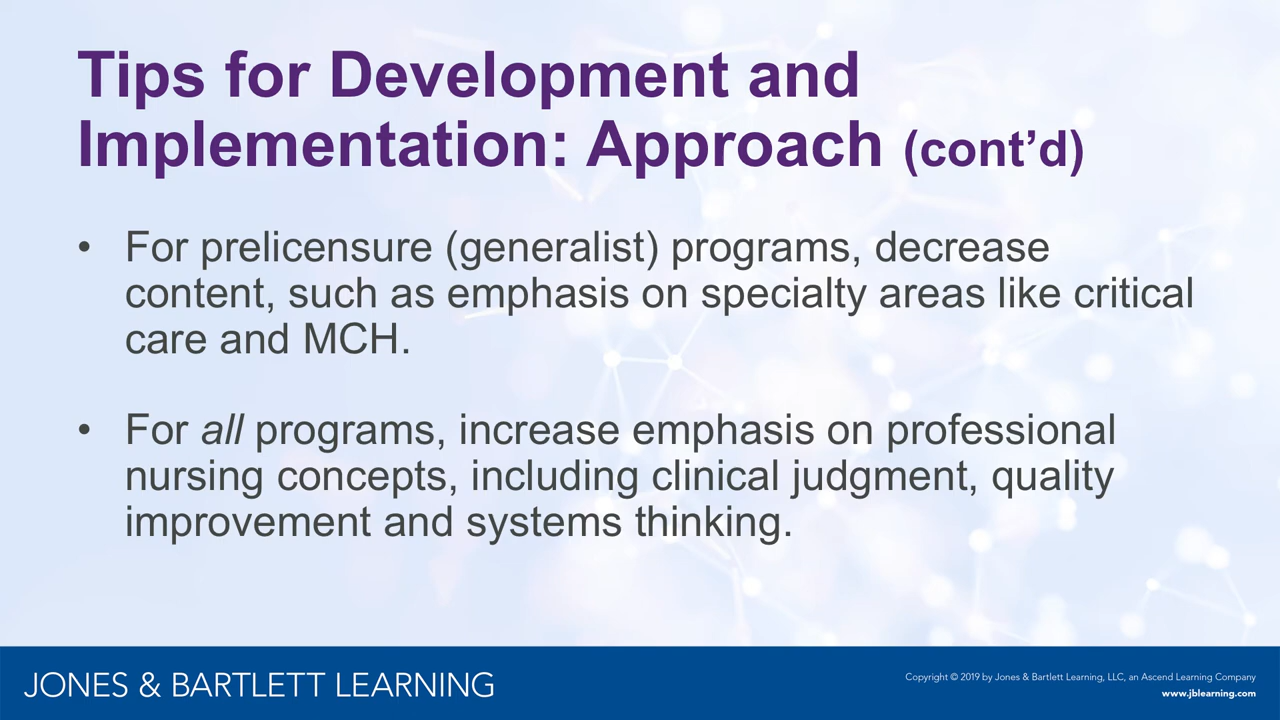 Tips for Development and
Implementation: Approach (cont’d)
• For prelicensure (generalist) programs, decrease
content, such as emphasis on specialty areas like critical
care and MCH.
• For all programs, increase emphasis on professional
nursing concepts, including clinical judgment, quality
improvement and systems thinking.
JONES & BARTLETT LEARNING
Copyright © 2019 by Jones & Bartlett Learning, LLC, an Ascend Learning Company
www.jblearning.com